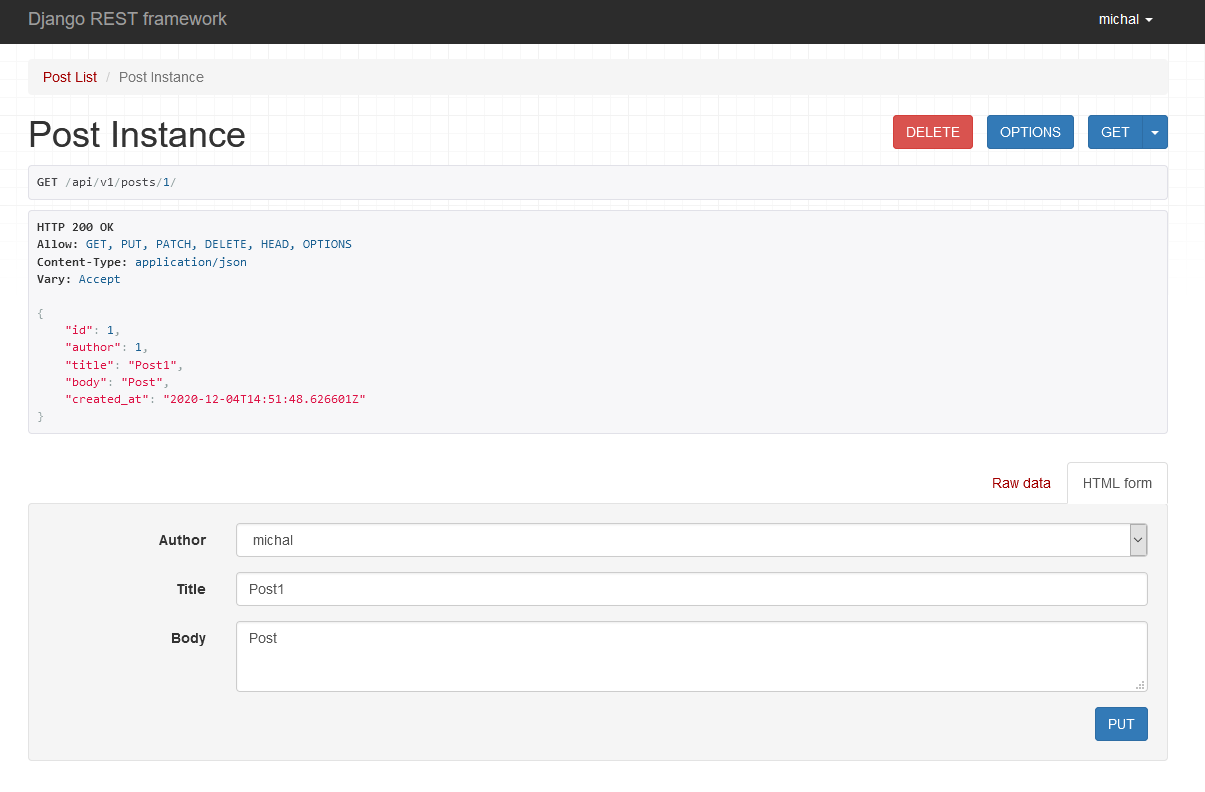 Django REST framework
michal
Post List / Post Instance
Post Instance
DELETE
OPTIONS
GET
GET /api/v1/posts/1/
HTTP 200 OK
Allow: GET, PUT, PATCH, DELETE, HEAD, OPTIONS
Content-Type: application/json
Vary: Accept
{
"id": 1,
"author": 1,
"title": "Post1",
"body": "Post",
"created_at": "2020-12-04T14:51:48.626601Z"
}
Raw data
HTML form
Author
michal
Title
Post1
Body
Post
PUT